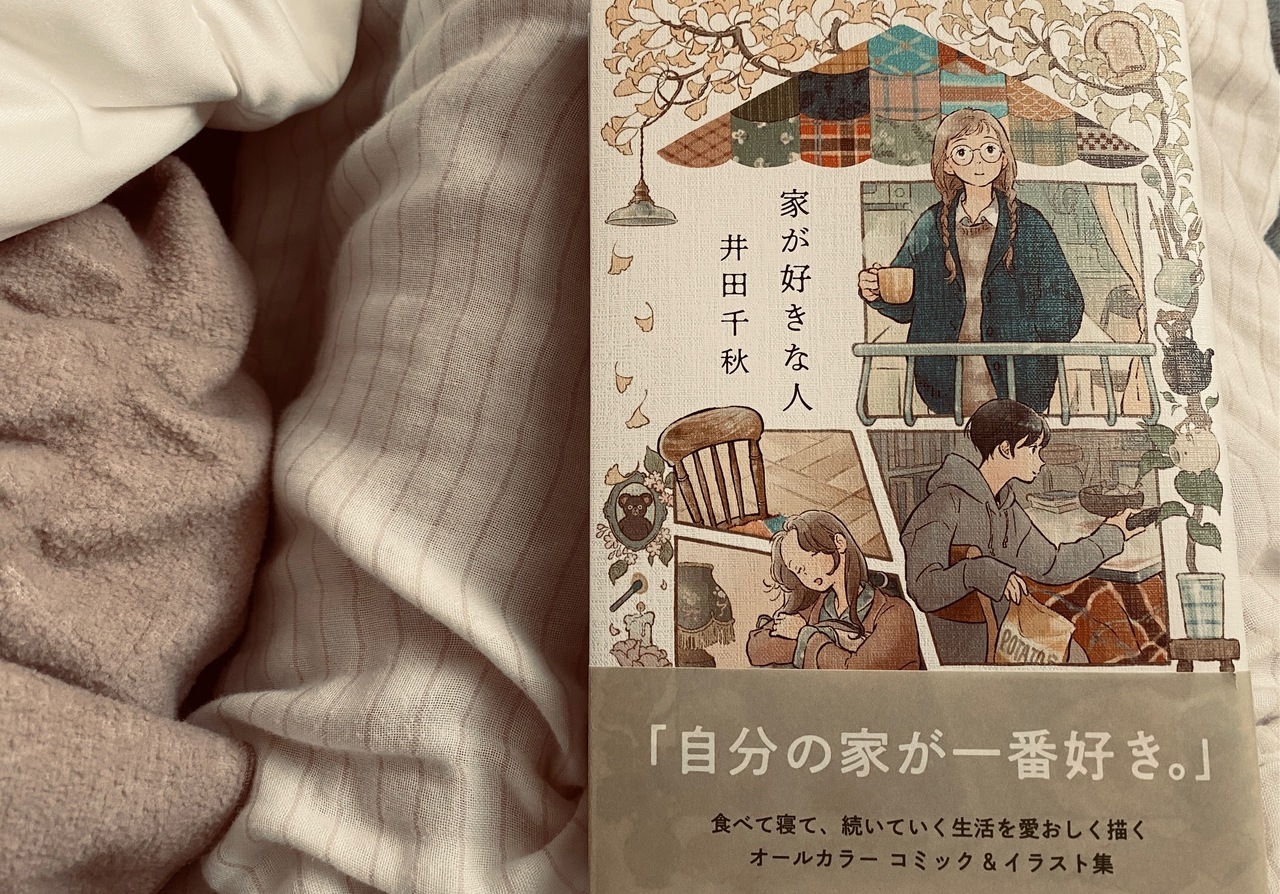 家が好きな人
井田千秋
POTATOS
「自分の家が一番好き。」
食べて寝て、続いていく生活を愛おしく描く
オールカラー コミック&イラスト集